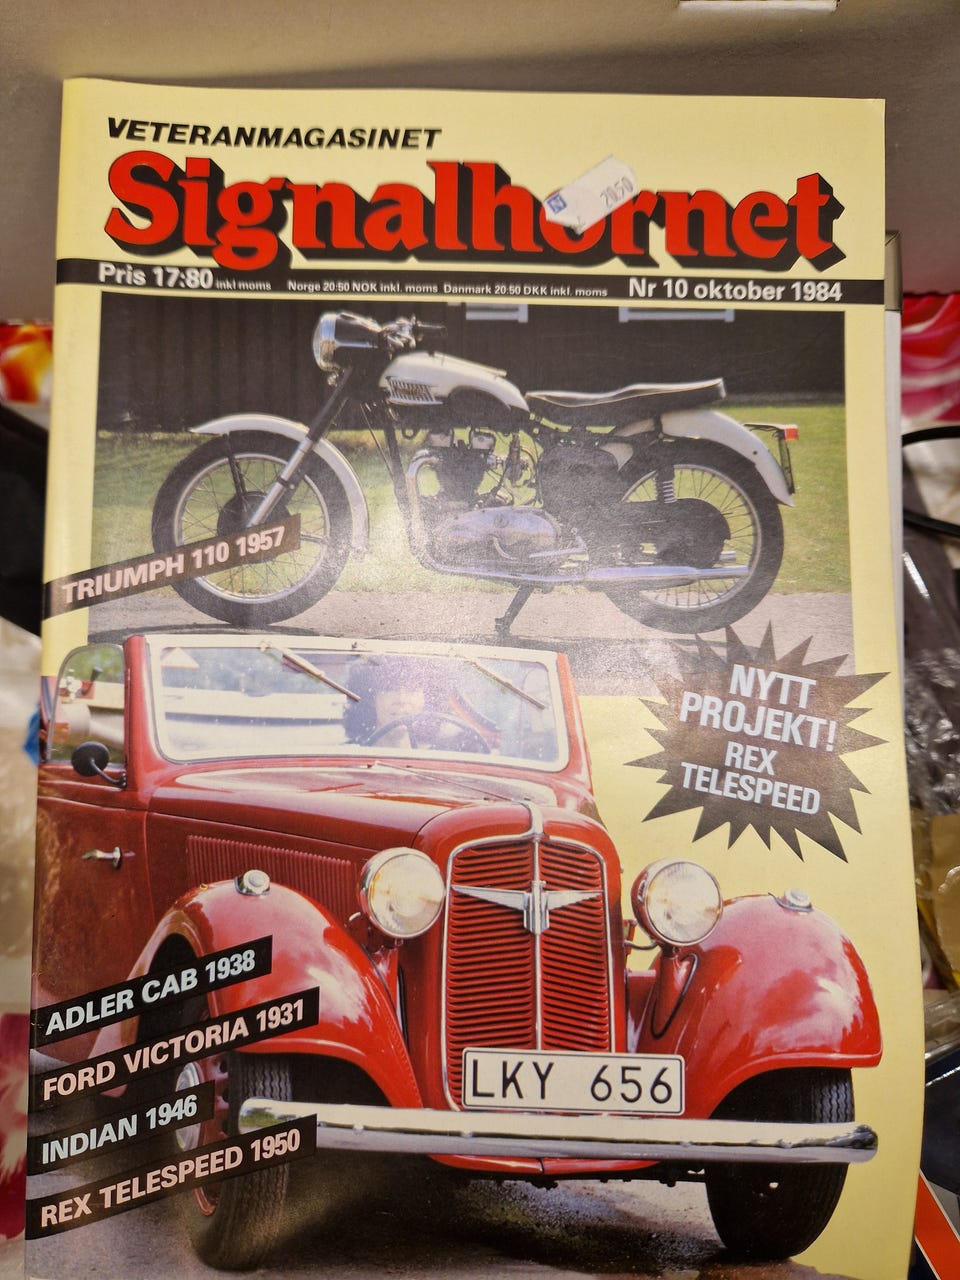 VETERANMAGASINET
Signalhornet
20.50
Pris 17:80 inkl moms Norge 20:50 NOK inkl. moms Danmark 20:50 DKK inkl. moms Nr 10 oktober 1984
TRIUMPH 110 1957
NYTT
PROJEKT!
REX
TELESPEED
ADLER CAB 1938
FORD VICTORIA 1931
INDIAN 1946
REX TELESPEED 1950
LKY 656